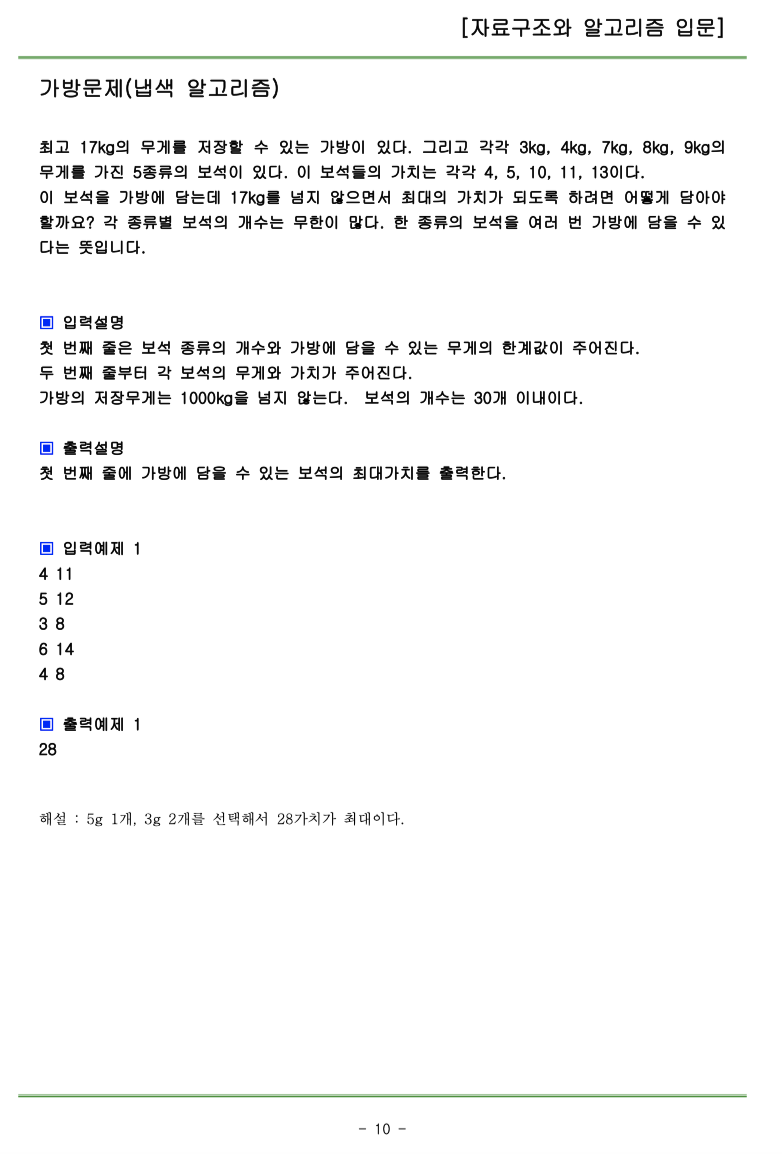 [자료구조와 알고리즘 입문]
가방문제(냅색 알고리즘)
최고 17kg의 무게를 저장할 수 있는 가방이 있다. 그리고 각각 3kg, 4kg, 7kg, 8kg, 9kg의
무게를 가진 5종류의 보석이 있다. 이 보석들의 가치는 각각 4, 5, 10, 11, 13이다.
이 보석을 가방에 담는데 17kg를 넘지 않으면서 최대의 가치가 되도록 하려면 어떻게 담아야
할까요? 각 종류별 보석의 개수는 무한이 많다. 한 종류의 보석을 여러 번 가방에 담을 수 있
다는 뜻입니다.
▣ 입력설명
첫 번째 줄은 보석 종류의 개수와 가방에 담을 수 있는 무게의 한계값이 주어진다.
두 번째 줄부터 각 보석의 무게와 가치가 주어진다.
가방의 저장무게는 1000kg을 넘지 않는다. 보석의 개수는 30개 이내이다.
▣ 출력설명
첫 번째 줄에 가방에 담을 수 있는 보석의 최대가치를 출력한다.
▣ 입력예제 1
4 11
5 12
3 8
6 14
4 8
▣ 출력예제 1
28
해설 : 5g 1개, 3g 2개를 선택해서 28가치가 최대이다.
- 10 -